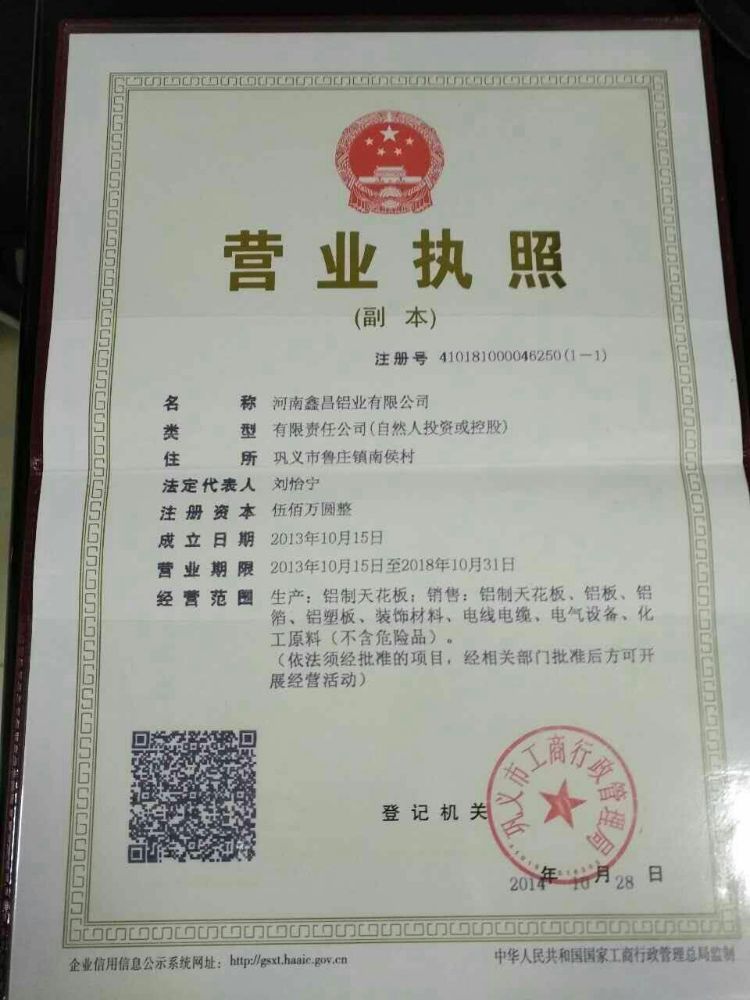 营业执照
(副 本)
注册号 410181000046250(1-1)
名 称 河南鑫昌铝业有限公司
类 型 有限责任公司(自然人投资或控股)
住 所 巩义市鲁庄镇南侯村
法定代表人 刘怡宁
注册资本 伍佰万圆整
成立日期 2013年10月15日
营业期限 2013年10月15日至2018年10月31日
经营范围 生产：铝制天花板；销售：铝制天花板、铝板、铝
箔、铝塑板、装饰材料、电线电缆、电气设备、化
工原料（不含危险品）。
（依法须经批准的项目，经相关部门批准后方可开
展经营活动）
巩义市工商行政管理局
登记机关
2014年10月28日
企业信用信息公示系统网址：http://gsxt.haaic.gov.cn
中华人民共和国国家工商行政管理总局监制